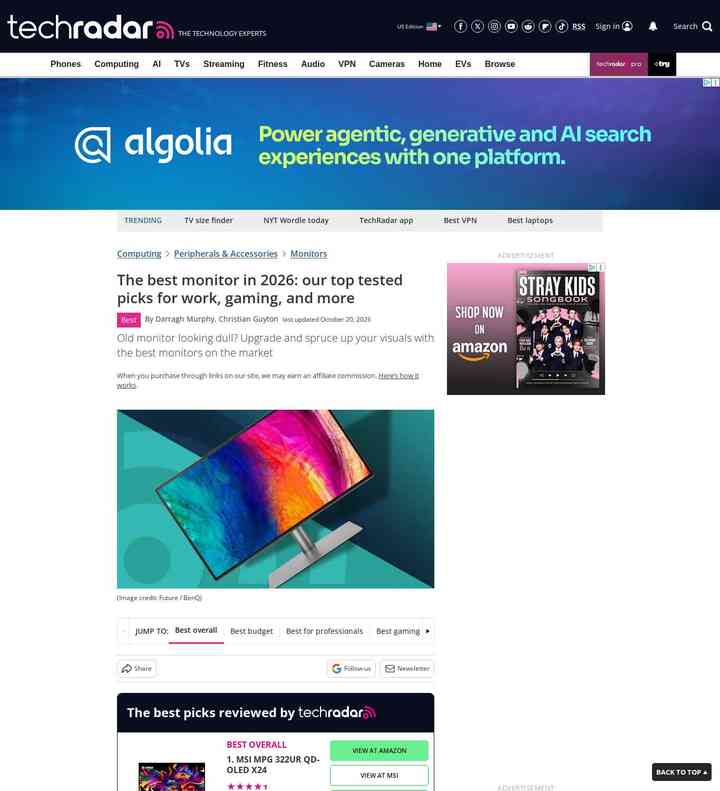 techradar THE TECHNOLOGY EXPERTS
US Edition
RSS
Sign in
Search
Phones Computing AI TVs Streaming Fitness Audio VPN Cameras Home EVs Browse
techradar pro
+try
algolia
Power agentic, generative and AI search
experiences with one platform.
TRENDING TV size finder NYT Wordle today TechRadar app Best VPN Best laptops
Computing > Peripherals & Accessories > Monitors
The best monitor in 2026: our top tested
picks for work, gaming, and more
Best By Darragh Murphy, Christian Guyton last updated October 20, 2025
Old monitor looking dull? Upgrade and spruce up your visuals with
the best monitors on the market
When you purchase through links on our site, we may earn an affiliate commission. Here's how it
works.
ADVERTISEMENT
SHOP NOW
ON
amazon
STRAY KIDS
SONGBOOK
(Image credit: Future / BenQ)
JUMP TO: Best overall Best budget Best for professionals Best gaming
Share
Follow us
Newsletter
The best picks reviewed by techradar
BEST OVERALL
1. MSI MPG 322UR QD-
OLED X24
VIEW AT AMAZON
VIEW AT MSI
BACK TO TOP
ADVERTISEMENT